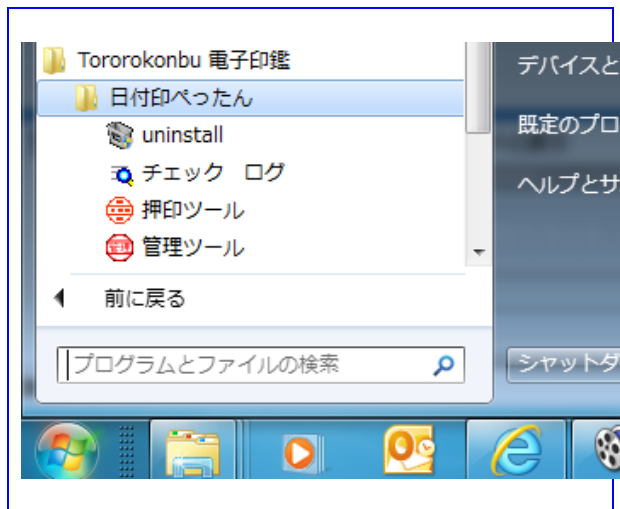 Tororokonbu 電子印鑑
日付印ぺったん
uninstall
チェック ログ
押印ツール
管理ツール
前に戻る
プログラムとファイルの検索
デバイスと
既定のプロ
ヘルプとサ
シャットダ